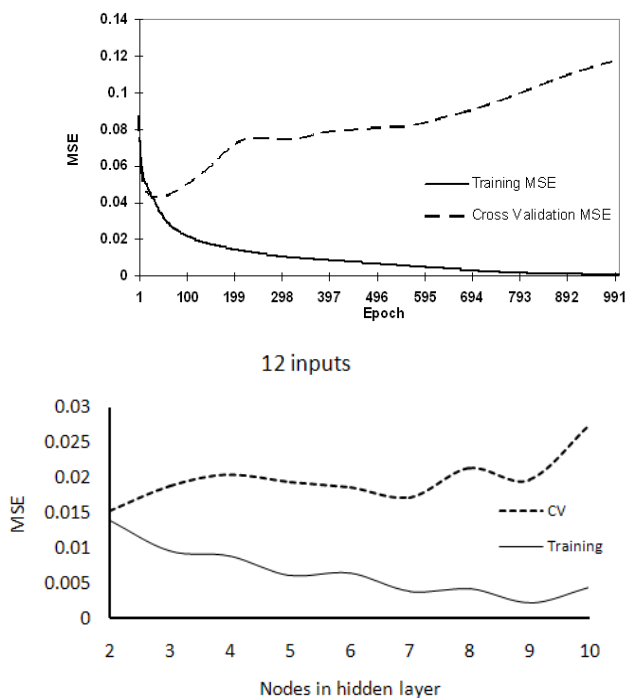 0.14
0.12
0.1
0.08
0.06
0.04
0.02
0
MSE
Training MSE
Cross Validation MSE
1 100 199 298 397 496 595 694 793 892 991
Epoch
12 inputs
0.03
0.025
0.02
0.015
0.01
0.005
0
MSE
CV
Training
2 3 4 5 6 7 8 9 10
Nodes in hidden layer